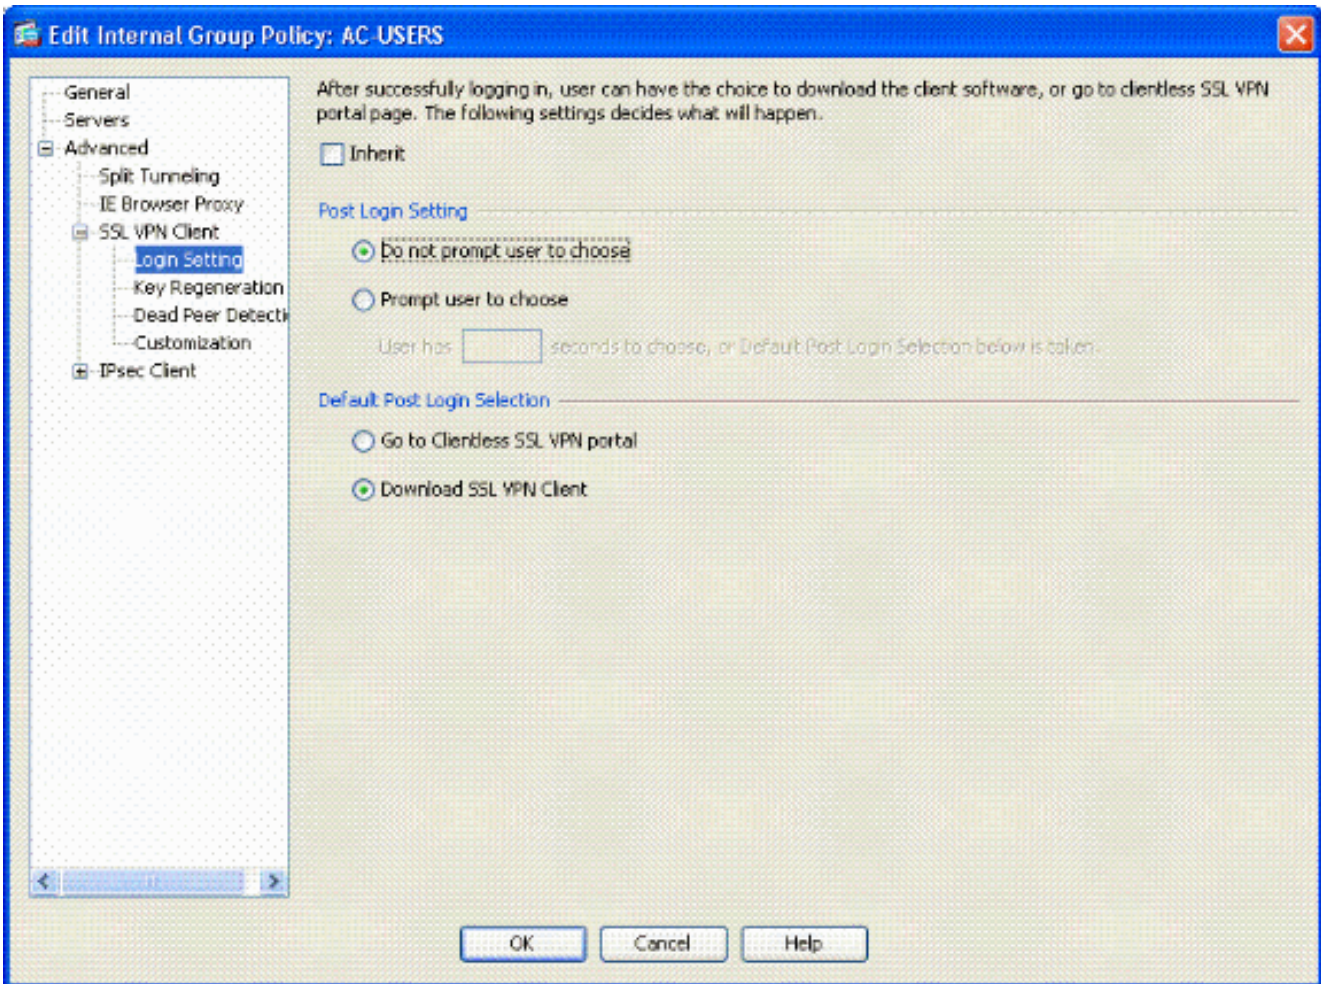 Edit Internal Group Policy: AC-USERS
General
Servers
Advanced
Split Tunneling
IE Browser Proxy
SSL VPN Client
Login Setting
Key Regeneration
Dead Peer Detecti
Customization
IPsec Client
After successfully logging in, user can have the choice to download the client software, or go to clientless SSL VPN
portal page. The following settings decides what will happen.
Inherit
Post Login Setting
Do not prompt user to choose
Prompt user to choose
User has seconds to choose, or Default Post Login Selection below is taken.
Default Post Login Selection
Go to Clientless SSL VPN portal
Download SSL VPN Client
OK
Cancel
Help